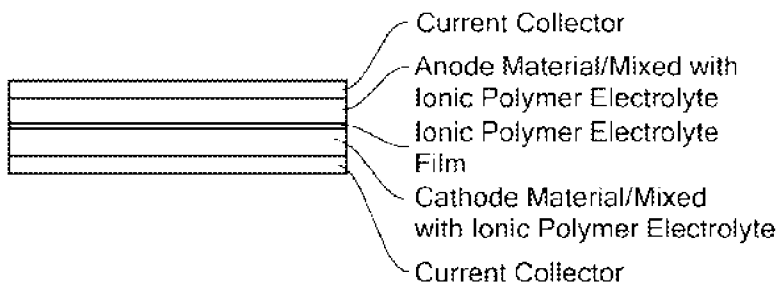 Current Collector
Anode Material/Mixed with
Ionic Polymer Electrolyte
Ionic Polymer Electrolyte
Film
Cathode Material/Mixed
with Ionic Polymer Electrolyte
Current Collector